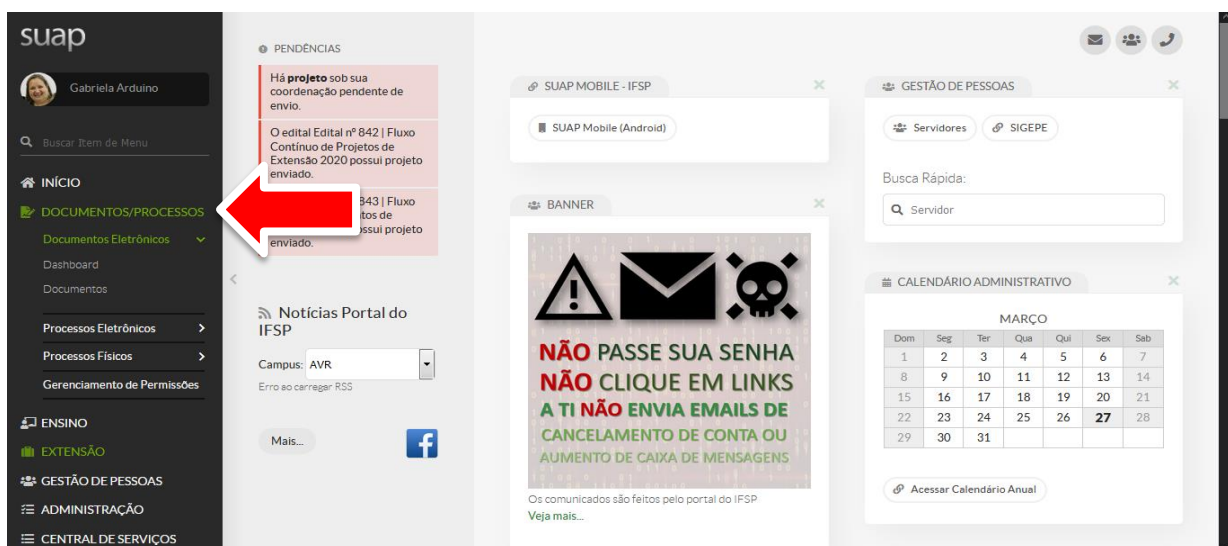 suap
Gabriela Arduino
Buscar Item de Menu
INÍCIO
DOCUMENTOS/PROCESSOS
Documentos Eletrônicos
Dashboard
Documentos
Processos Eletrônicos
Processos Físicos
Gerenciamento de Permissões
ENSINO
EXTENSÃO
GESTÃO DE PESSOAS
ADMINISTRAÇÃO
CENTRAL DE SERVIÇOS
PENDÊNCIAS
Há projeto sob sua
coordenação pendente de
envio.
O edital Edital nº 842 | Fluxo
Contínuo de Projetos de
Extensão 2020 possui projeto
enviado.
843 | Fluxo
tos de
ossui projeto
enviado.
Notícias Portal do
IFSP
Campus: AVR
Erro ao carregar RSS
Mais...
SUAP MOBILE - IFSP
SUAP Mobile (Android)
BANNER
NÃO PASSE SUA SENHA
NÃO CLIQUE EM LINKS
A TI NÃO ENVIA EMAILS DE
CANCELAMENTO DE CONTA OU
AUMENTO DE CAIXA DE MENSAGENS
Os comunicados são feitos pelo portal do IFSP
Veja mais...
GESTÃO DE PESSOAS
Servidores SIGEPE
Busca Rápida:
Servidor
CALENDÁRIO ADMINISTRATIVO
MARÇO
Dom Seg Ter Qua Qui Sex Sab
1 2 3 4 5 6 7
8 9 10 11 12 13 14
15 16 17 18 19 20 21
22 23 24 25 26 27 28
29 30 31
Acessar Calendário Anual